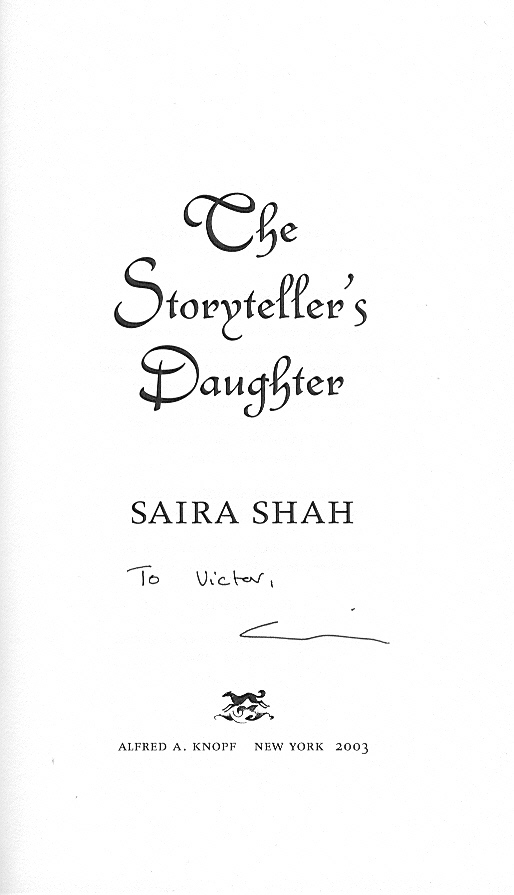 The
Storyteller's
Daughter
SAIRA SHAH
To Victor,
ALFRED A. KNOPF NEW YORK 2003